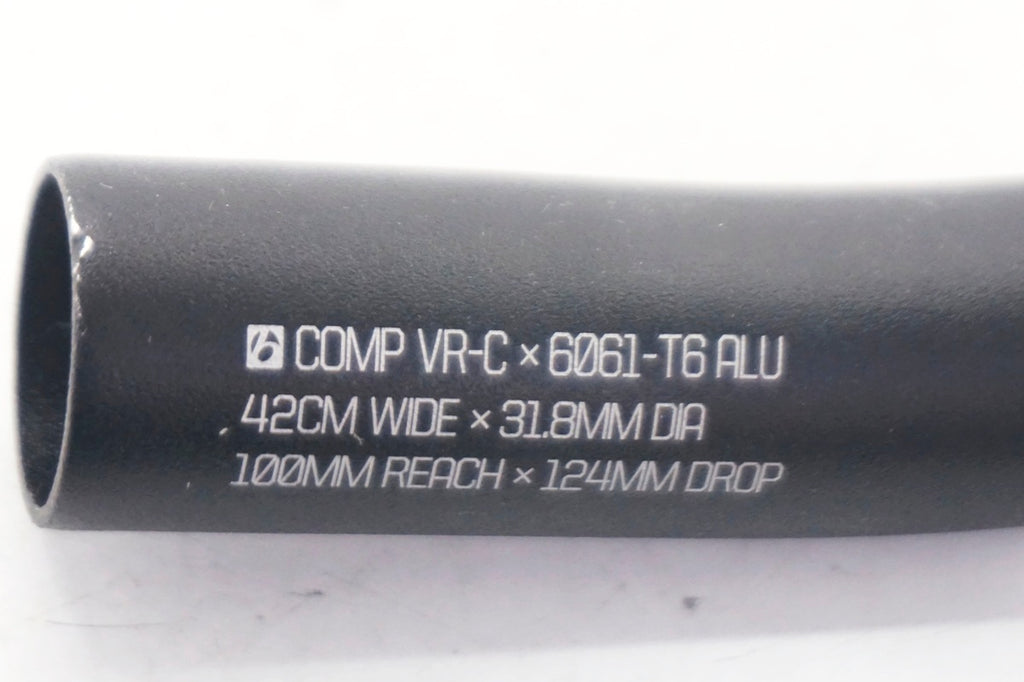 b COMP VR-C × 6061-T6 ALU
42CM WIDE × 31.8MM DIA
100MM REACH × 124MM DROP